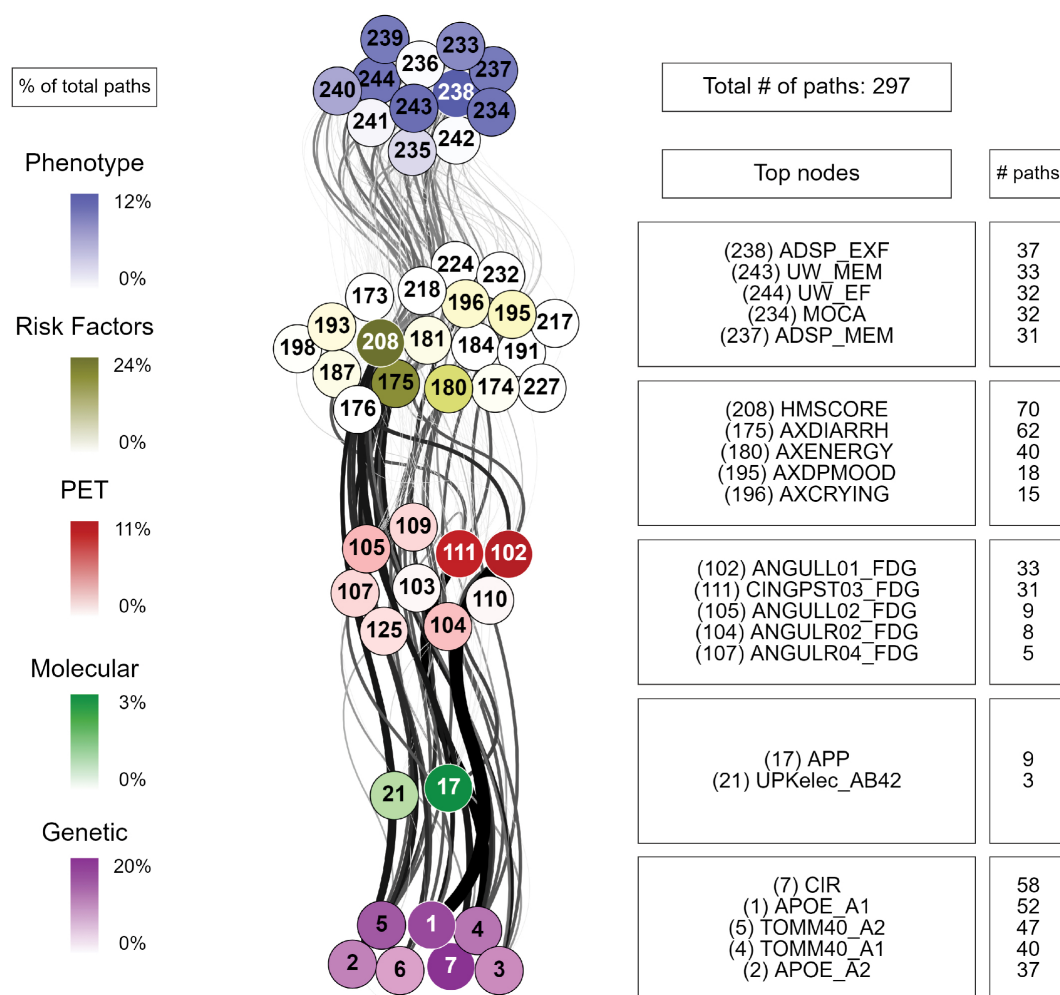 % of total paths
Phenotype
12%
0%
Risk Factors
24%
0%
PET
11%
0%
Molecular
3%
0%
Genetic
20%
0%
239
236
233
244
237
240
238
243
234
241
242
235
224
232
218
173
196
195
193
217
208
181
184
198
191
187
175
180
174
227
176
109
105
111
102
107
103
110
125
104
21
17
5
1
4
2
6
7
3
Total # of paths: 297
Top nodes
# paths
(238) ADSP_EXF 37
(243) UW_MEM 33
(244) UW_EF 32
(234) MOCA 32
(237) ADSP_MEM 31
(208) HMSCORE 70
(175) AXDIARRH 62
(180) AXENERGY 40
(195) AXDPMOOD 18
(196) AXCRYING 15
(102) ANGULL01_FDG 33
(111) CINGPST03_FDG 31
(105) ANGULL02_FDG 9
(104) ANGULR02_FDG 8
(107) ANGULR04_FDG 5
(17) APP 9
(21) UPKelec_AB42 3
(7) CIR 58
(1) APOE_A1 52
(5) TOMM40_A2 47
(4) TOMM40_A1 40
(2) APOE_A2 37